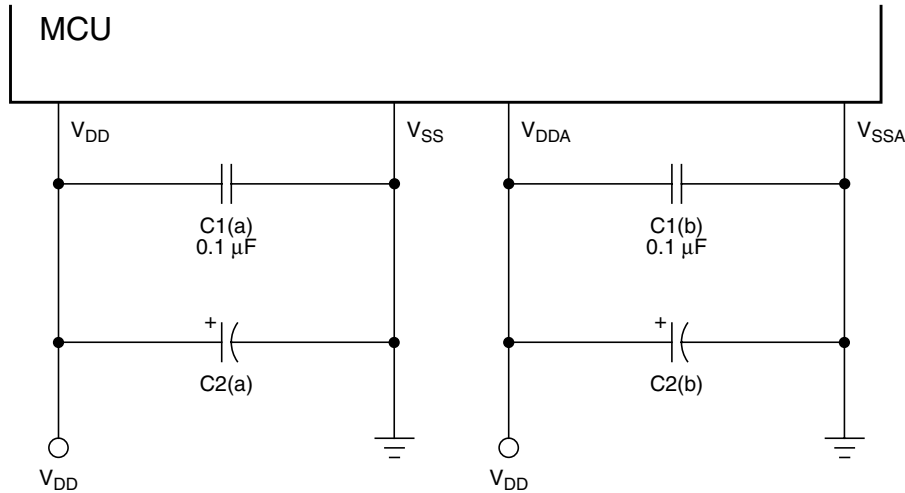 MCU
VDD
VSS
VDDA
VSSA
C1(a)
0.1 µF
C1(b)
0.1 µF
+
C2(a)
+
C2(b)
VDD
VDD